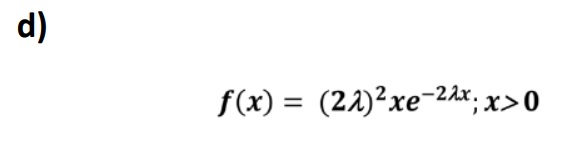 d)
f(x) = (2λ)²xe⁻²λx; x>0